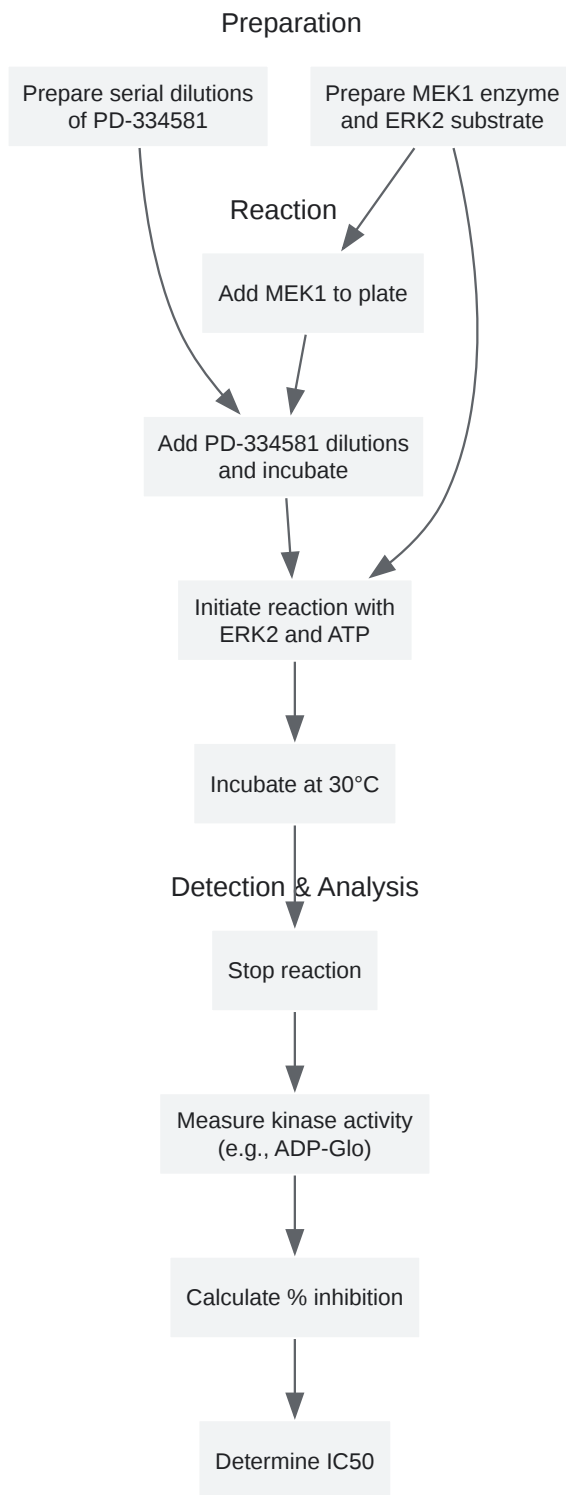 Preparation
Prepare serial dilutions
of PD-334581
Prepare MEK1 enzyme
and ERK2 substrate
Reaction
Add MEK1 to plate
Add PD-334581 dilutions
and incubate
Initiate reaction with
ERK2 and ATP
Incubate at 30°C
Detection & Analysis
Stop reaction
Measure kinase activity
(e.g., ADP-Glo)
Calculate % inhibition
Determine IC50